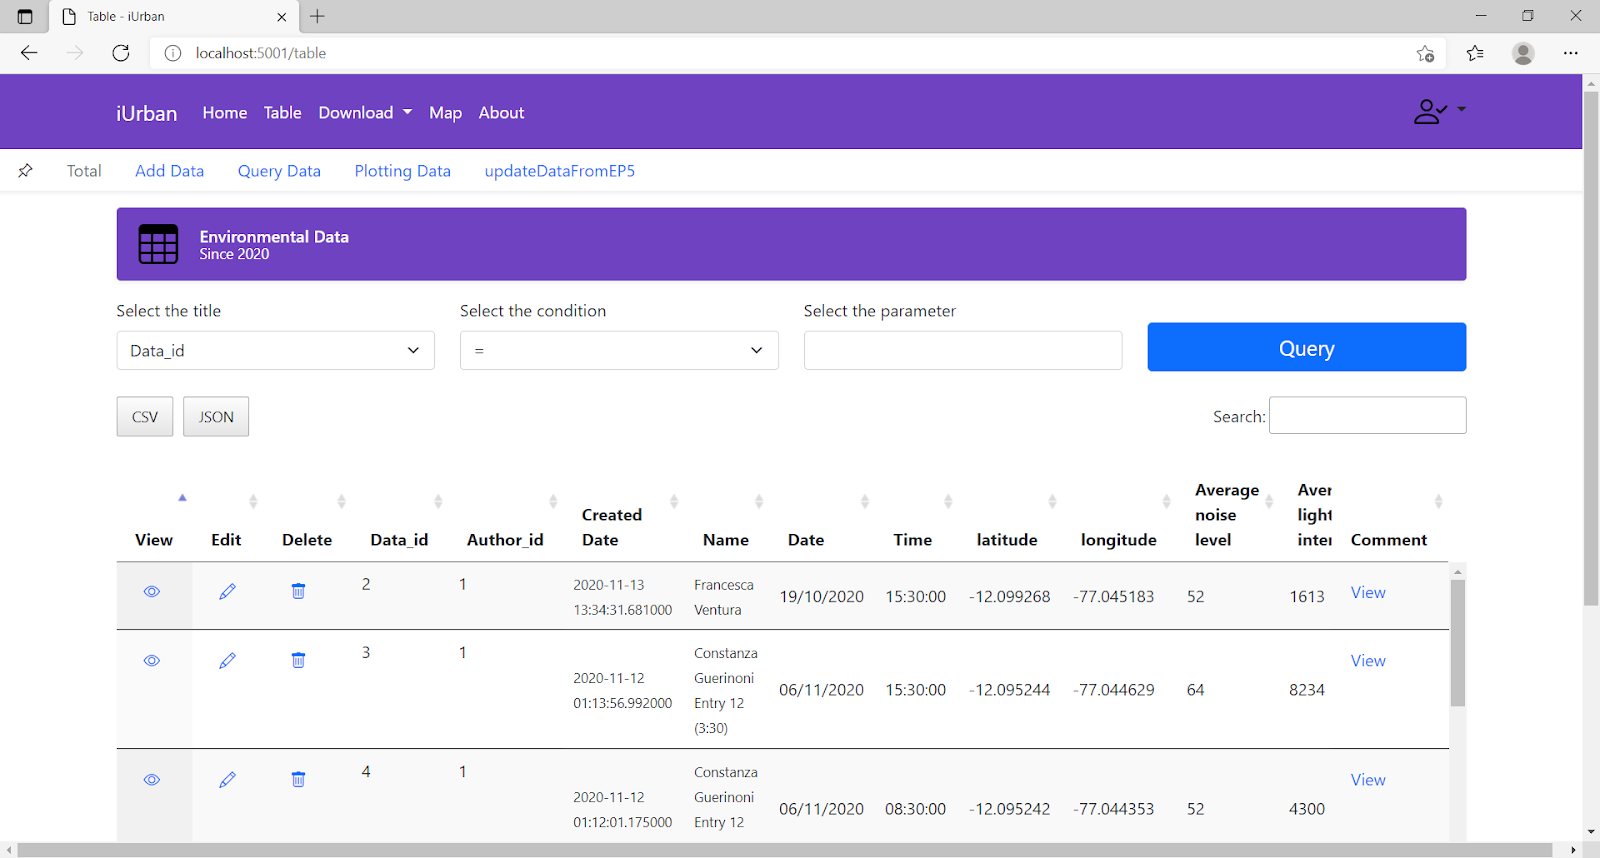 Table - iUrban
localhost:5001/table
iUrban Home Table Download Map About
Total Add Data Query Data Plotting Data updateDataFromEP5
Environmental Data
Since 2020
Select the title Select the condition Select the parameter
Data_id = Query
CSV JSON Search:
View Edit Delete Data_id Author_id Created Date Name Date Time latitude longitude Average noise level Aver light inter Comment
2 1 2020-11-13 13:34:31.681000 Francesca Ventura 19/10/2020 15:30:00 -12.099268 -77.045183 52 1613 View
3 1 2020-11-12 01:13:56.992000 Constanza Guerinoni Entry 12 (3:30) 06/11/2020 15:30:00 -12.095244 -77.044629 64 8234 View
4 1 2020-11-12 01:12:01.175000 Constanza Guerinoni Entry 12 06/11/2020 08:30:00 -12.095242 -77.044353 52 4300 View